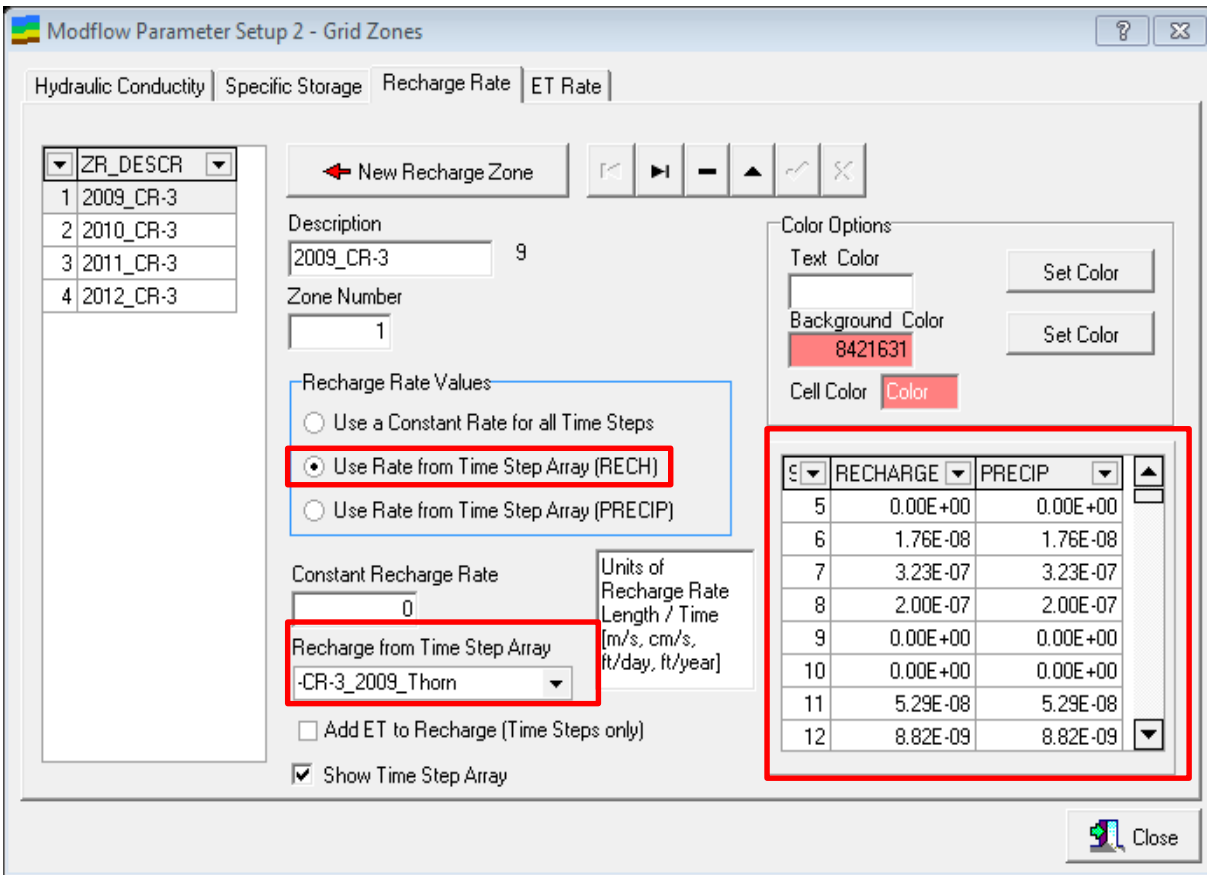 Modflow Parameter Setup 2 - Grid Zones
Hydraulic Conductity Specific Storage Recharge Rate ET Rate
ZR_DESCR
1 2009_CR-3
2 2010_CR-3
3 2011_CR-3
4 2012_CR-3
New Recharge Zone
Description
2009_CR-3 9
Zone Number
1
Recharge Rate Values
Use a Constant Rate for all Time Steps
Use Rate from Time Step Array (RECH)
Use Rate from Time Step Array (PRECIP)
Constant Recharge Rate
0
Units of
Recharge Rate
Length / Time
[m/s, cm/s,
ft/day, ft/year]
Recharge from Time Step Array
-CR-3_2009_Thorn
Add ET to Recharge (Time Steps only)
Show Time Step Array
Color Options
Text Color
Set Color
Background Color
8421631
Set Color
Cell Color Color
S RECHARGE PRECIP
5 0.00E+00 0.00E+00
6 1.76E-08 1.76E-08
7 3.23E-07 3.23E-07
8 2.00E-07 2.00E-07
9 0.00E+00 0.00E+00
10 0.00E+00 0.00E+00
11 5.29E-08 5.29E-08
12 8.82E-09 8.82E-09
Close